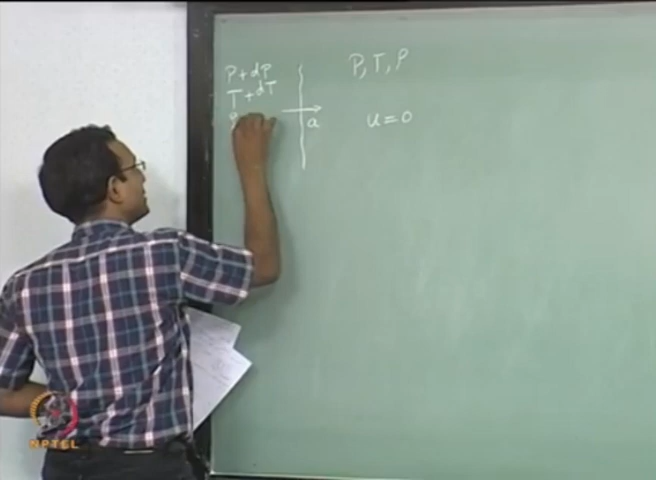 P+dP
T+dT
a
P, T, ρ
u=0
NPTEL